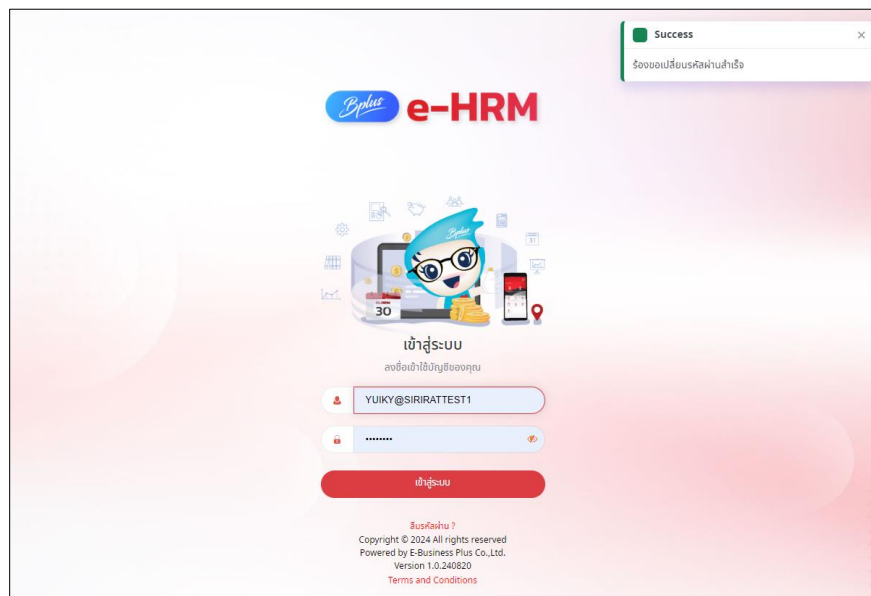 Success
ร้องขอเปลี่ยนรหัสผ่านสำเร็จ
Bplus e-HRM
Bplus
31
30
เข้าสู่ระบบ
ลงชื่อเข้าใช้บัญชีของคุณ
YUIKY@SIRIRATTEST1
••••••••
เข้าสู่ระบบ
ลืมรหัสผ่าน ?
Copyright © 2024 All rights reserved
Powered by E-Business Plus Co.,Ltd.
Version 1.0.240820
Terms and Conditions